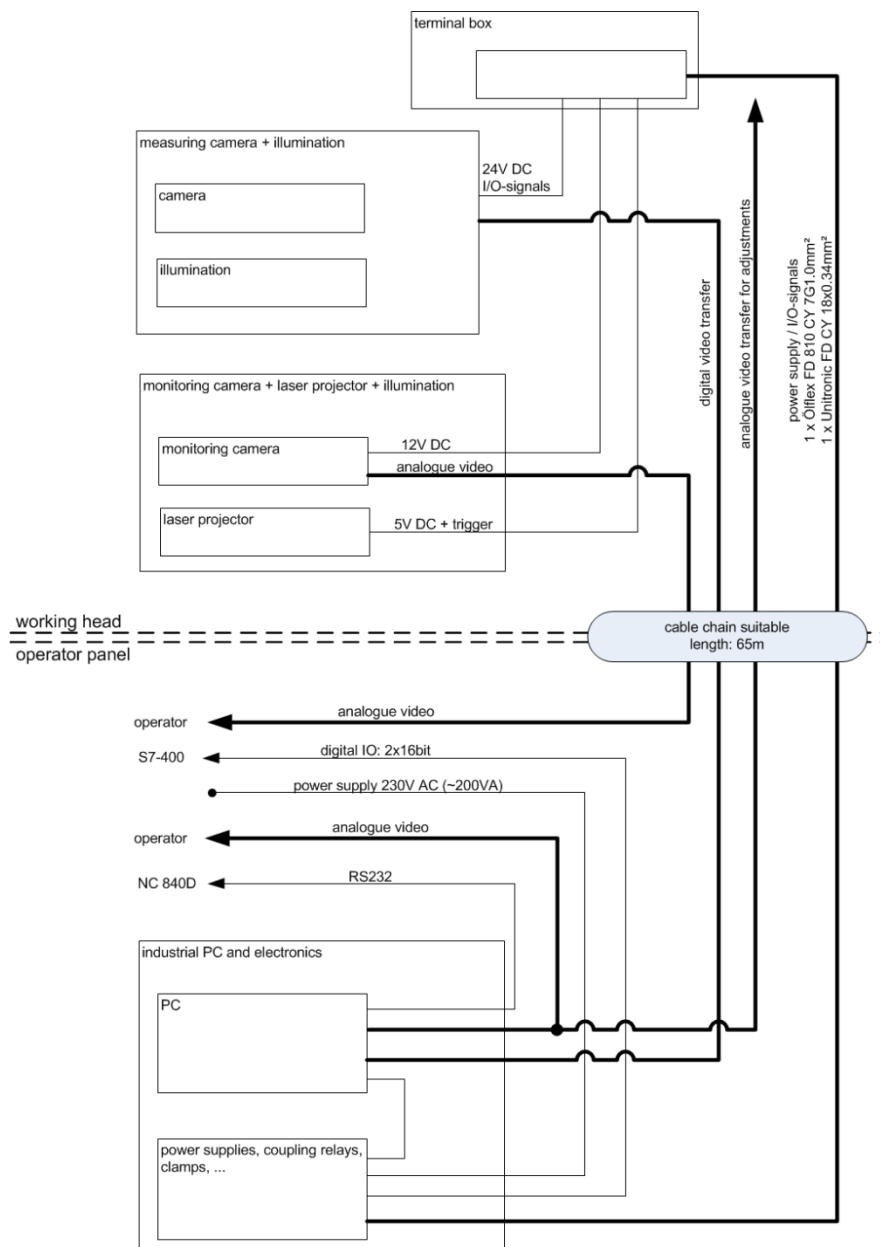 terminal box
measuring camera + illumination
24V DC
I/O-signals
camera
illumination
digital video transfer
analogue video transfer for adjustments
power supply / I/O-signals
1 x Ölflex FD 810 CY 7G1.0mm²
1 x Unitronic FD CY 18x0.34mm²
monitoring camera + laser projector + illumination
monitoring camera
12V DC
analogue video
laser projector
5V DC + trigger
working head
operator panel
cable chain suitable
length: 65m
operator
analogue video
S7-400
digital IO: 2x16bit
power supply 230V AC (~200VA)
operator
analogue video
NC 840D
RS232
industrial PC and electronics
PC
power supplies, coupling relays,
clamps, ...